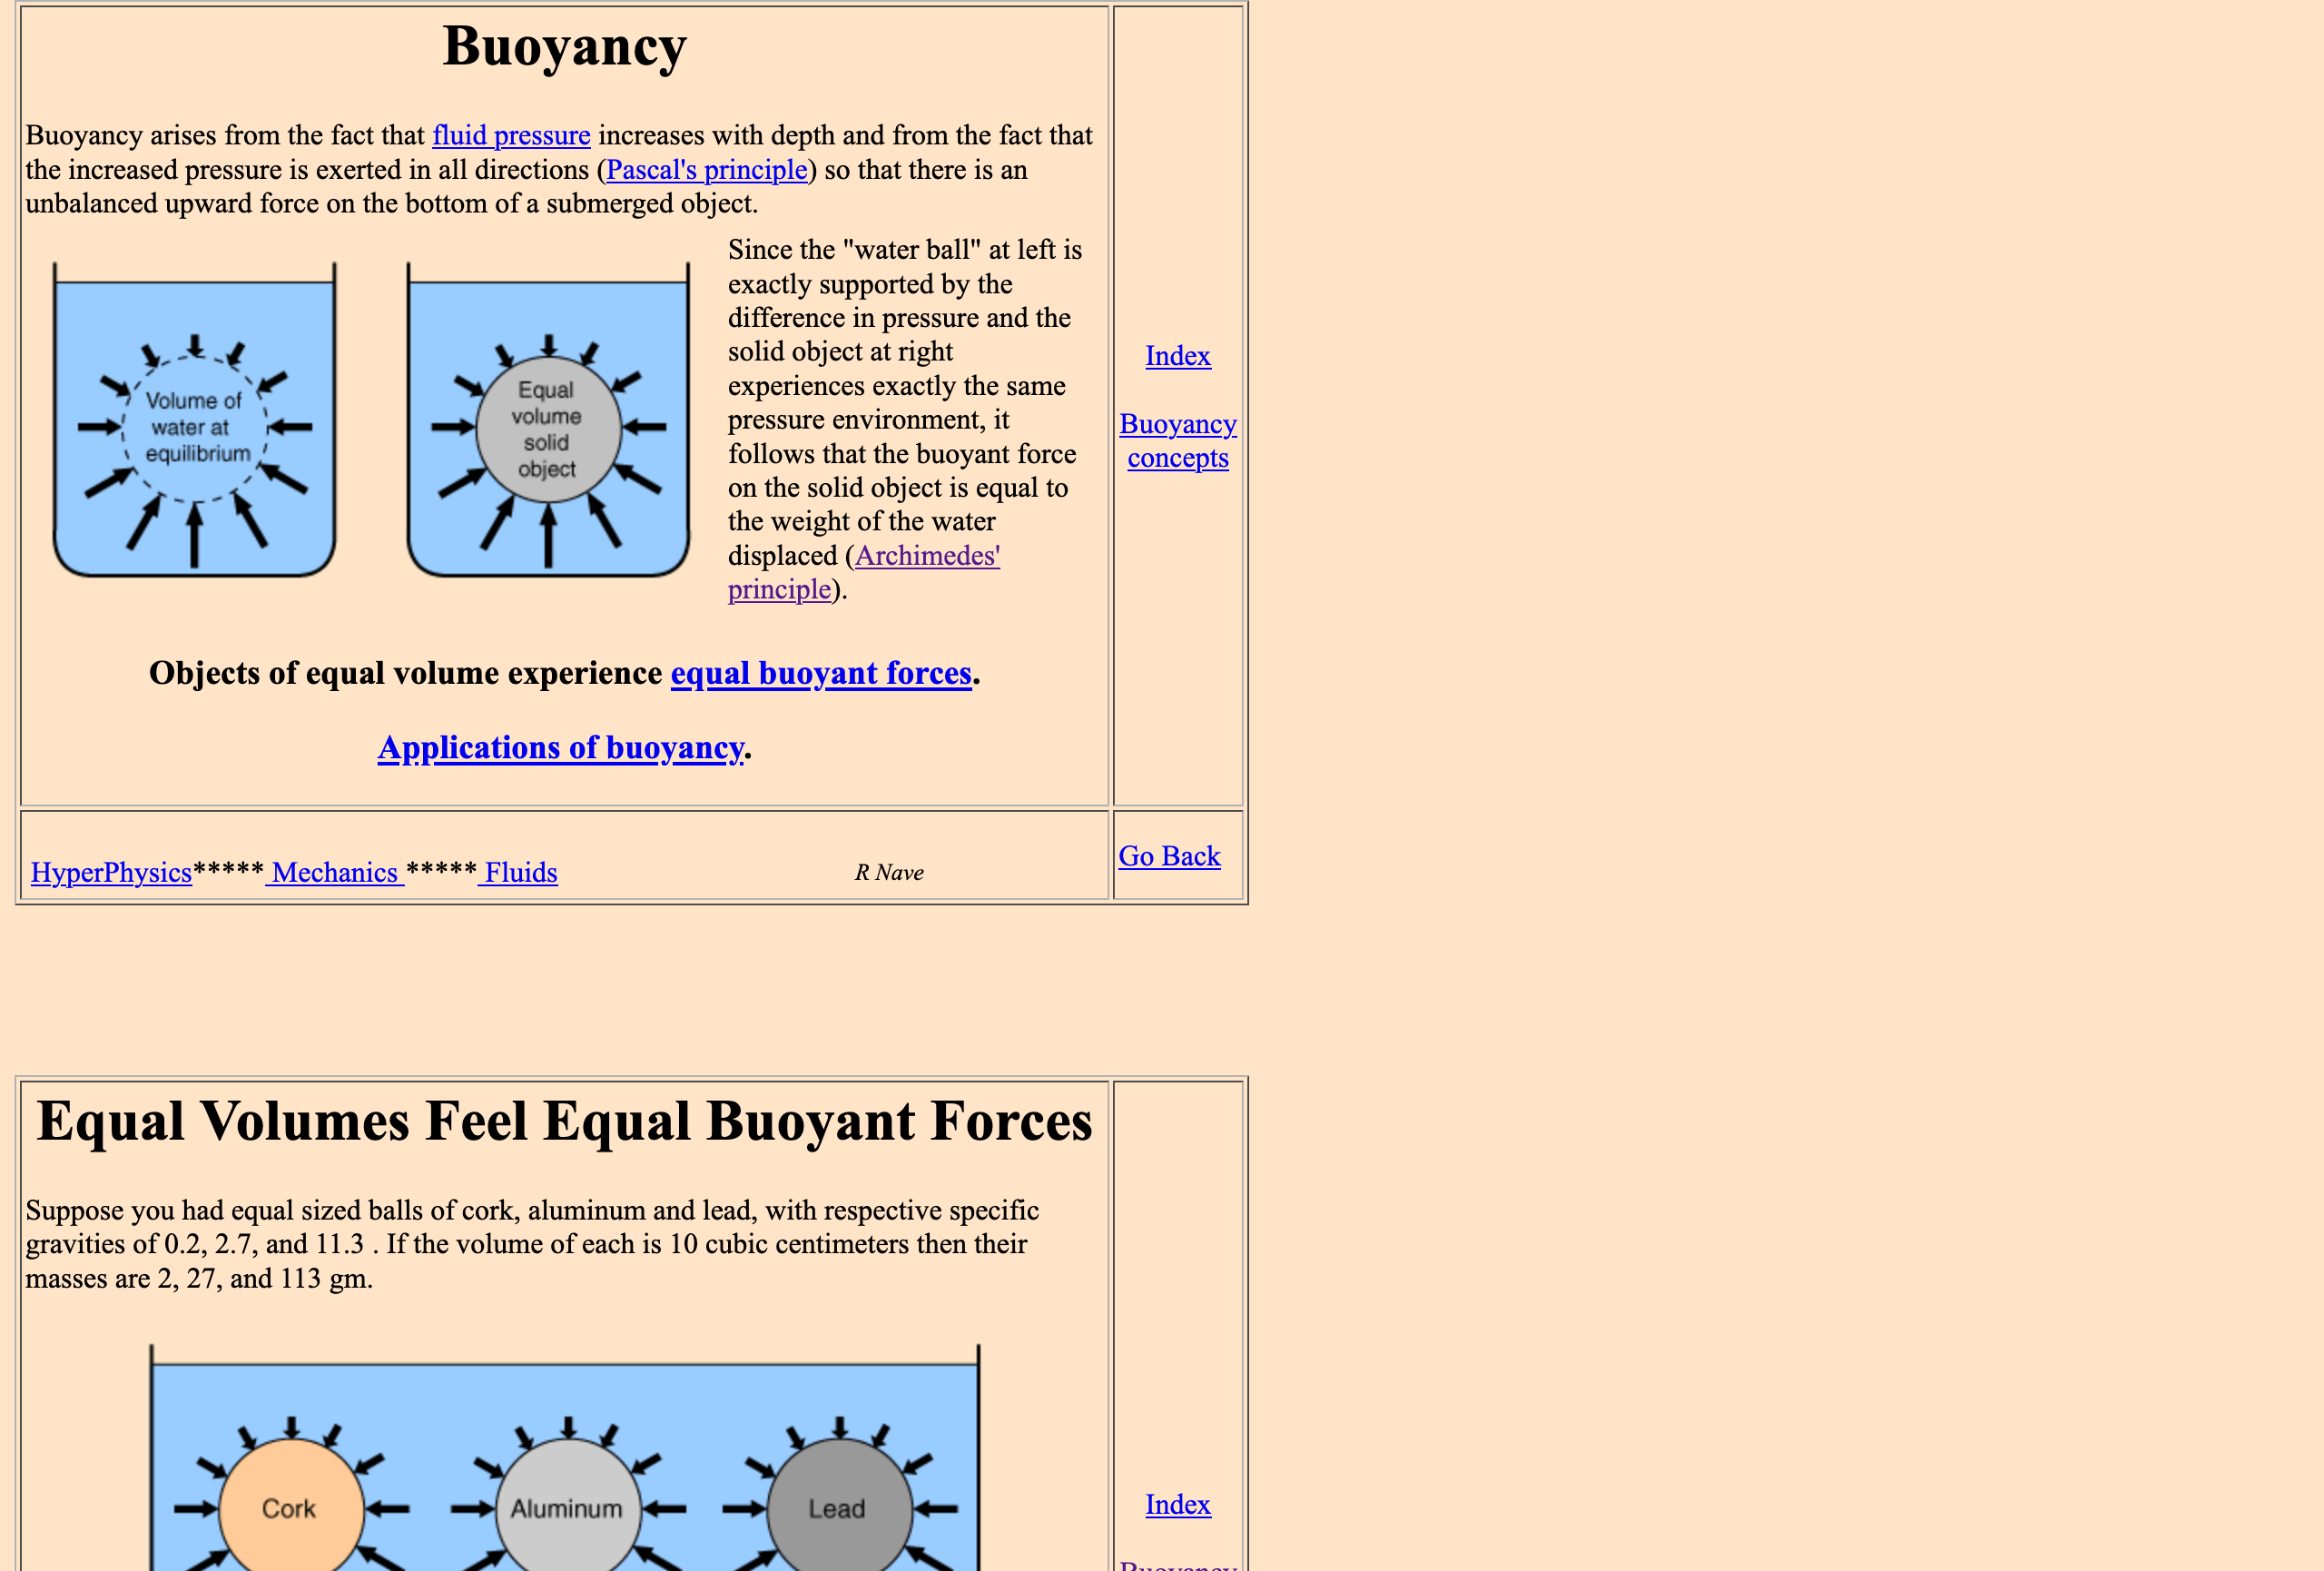 Buoyancy
Buoyancy arises from the fact that fluid pressure increases with depth and from the fact that
the increased pressure is exerted in all directions (Pascal's principle) so that there is an
unbalanced upward force on the bottom of a submerged object.
Volume of
water at
equilibrium
Equal
volume
solid
object
Since the "water ball" at left is
exactly supported by the
difference in pressure and the
solid object at right
experiences exactly the same
pressure environment, it
follows that the buoyant force
on the solid object is equal to
the weight of the water
displaced (Archimedes'
principle).
Objects of equal volume experience equal buoyant forces.
Applications of buoyancy.
Index
Buoyancy
concepts
HyperPhysics***** Mechanics ***** Fluids
R Nave
Go Back
Equal Volumes Feel Equal Buoyant Forces
Suppose you had equal sized balls of cork, aluminum and lead, with respective specific
gravities of 0.2, 2.7, and 11.3 . If the volume of each is 10 cubic centimeters then their
masses are 2, 27, and 113 gm.
Cork
Aluminum
Lead
Index
Buoyancy